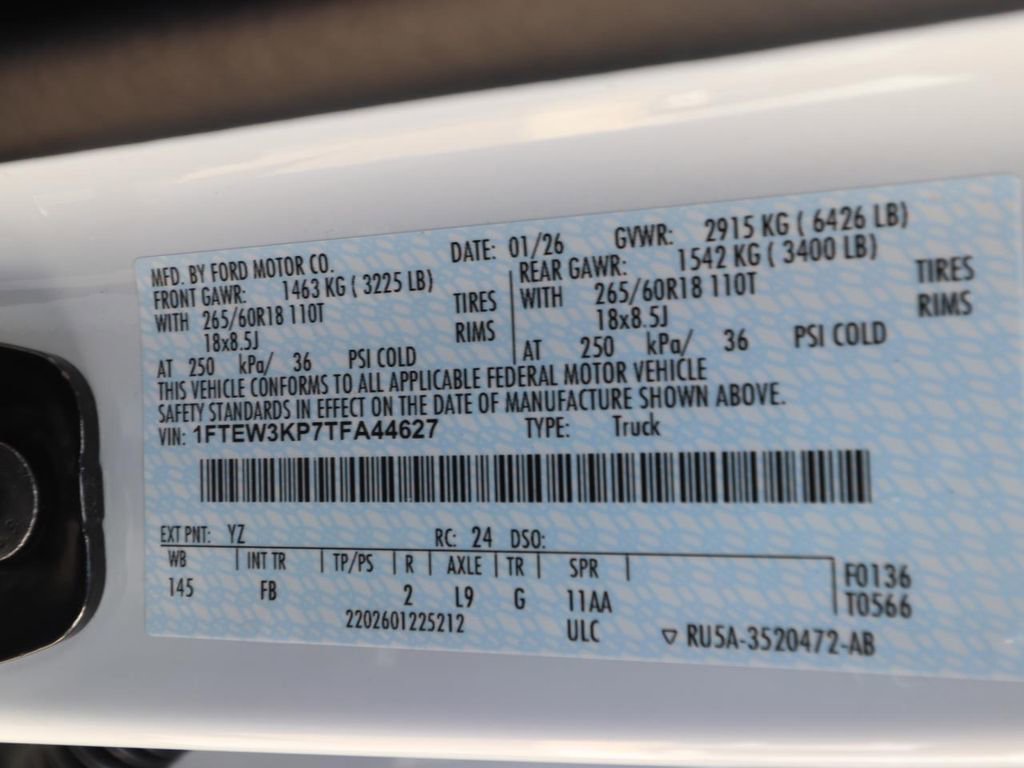 MFD. BY FORD MOTOR CO. DATE: 01/26 GVWR: 2915 KG ( 6426 LB)
FRONT GAWR: 1463 KG ( 3225 LB) REAR GAWR: 1542 KG ( 3400 LB)
WITH 265/60R18 110T TIRES WITH 265/60R18 110T TIRES
18x8.5J RIMS 18x8.5J RIMS
AT 250 kPa/ 36 PSI COLD AT 250 kPa/ 36 PSI COLD
THIS VEHICLE CONFORMS TO ALL APPLICABLE FEDERAL MOTOR VEHICLE
SAFETY STANDARDS IN EFFECT ON THE DATE OF MANUFACTURE SHOWN ABOVE.
VIN: 1FTEW3KP7TFA44627 TYPE: Truck
EXT PNT: YZ RC: 24 DSO:
WB INT TR TP/PS R AXLE TR SPR F0136
145 FB 2 L9 G 11AA T0566
2202601225212 ULC ▽ RU5A-3520472-AB